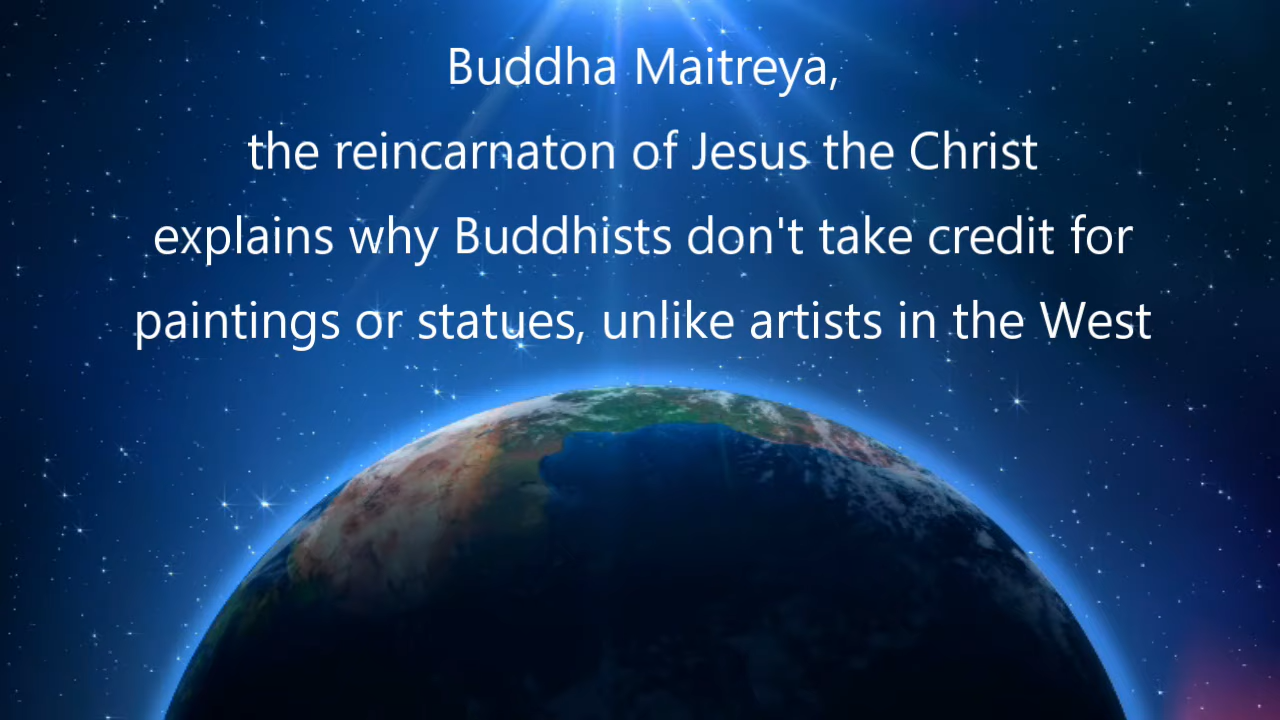 Buddha Maitreya,
the reincarnaton of Jesus the Christ
explains why Buddhists don't take credit for
paintings or statues, unlike artists in the West